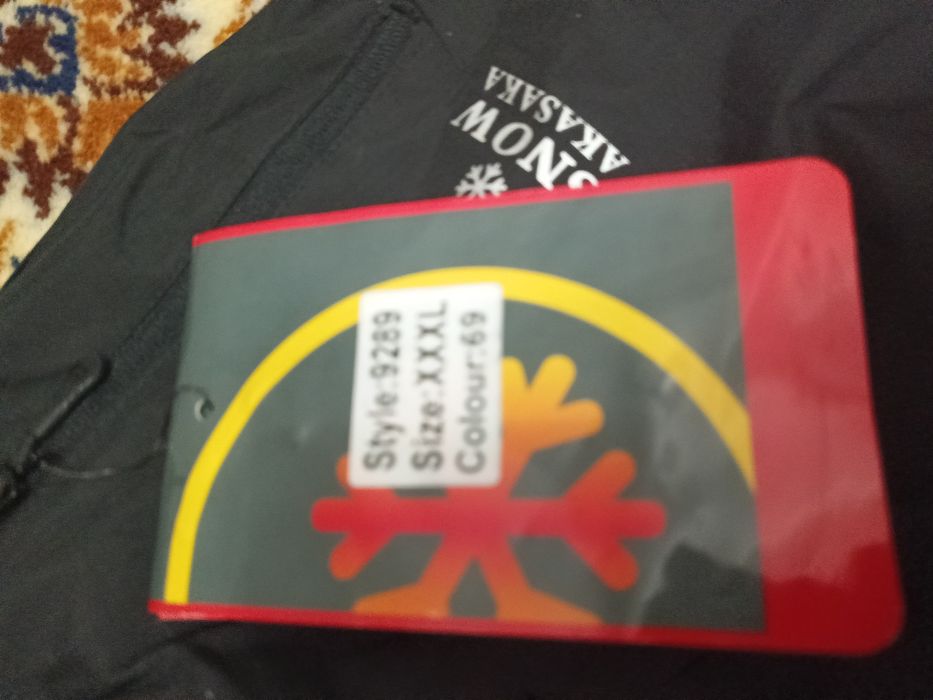 SNOW
AKASAKA
Style:9289
Size:XXXL
Colour:69